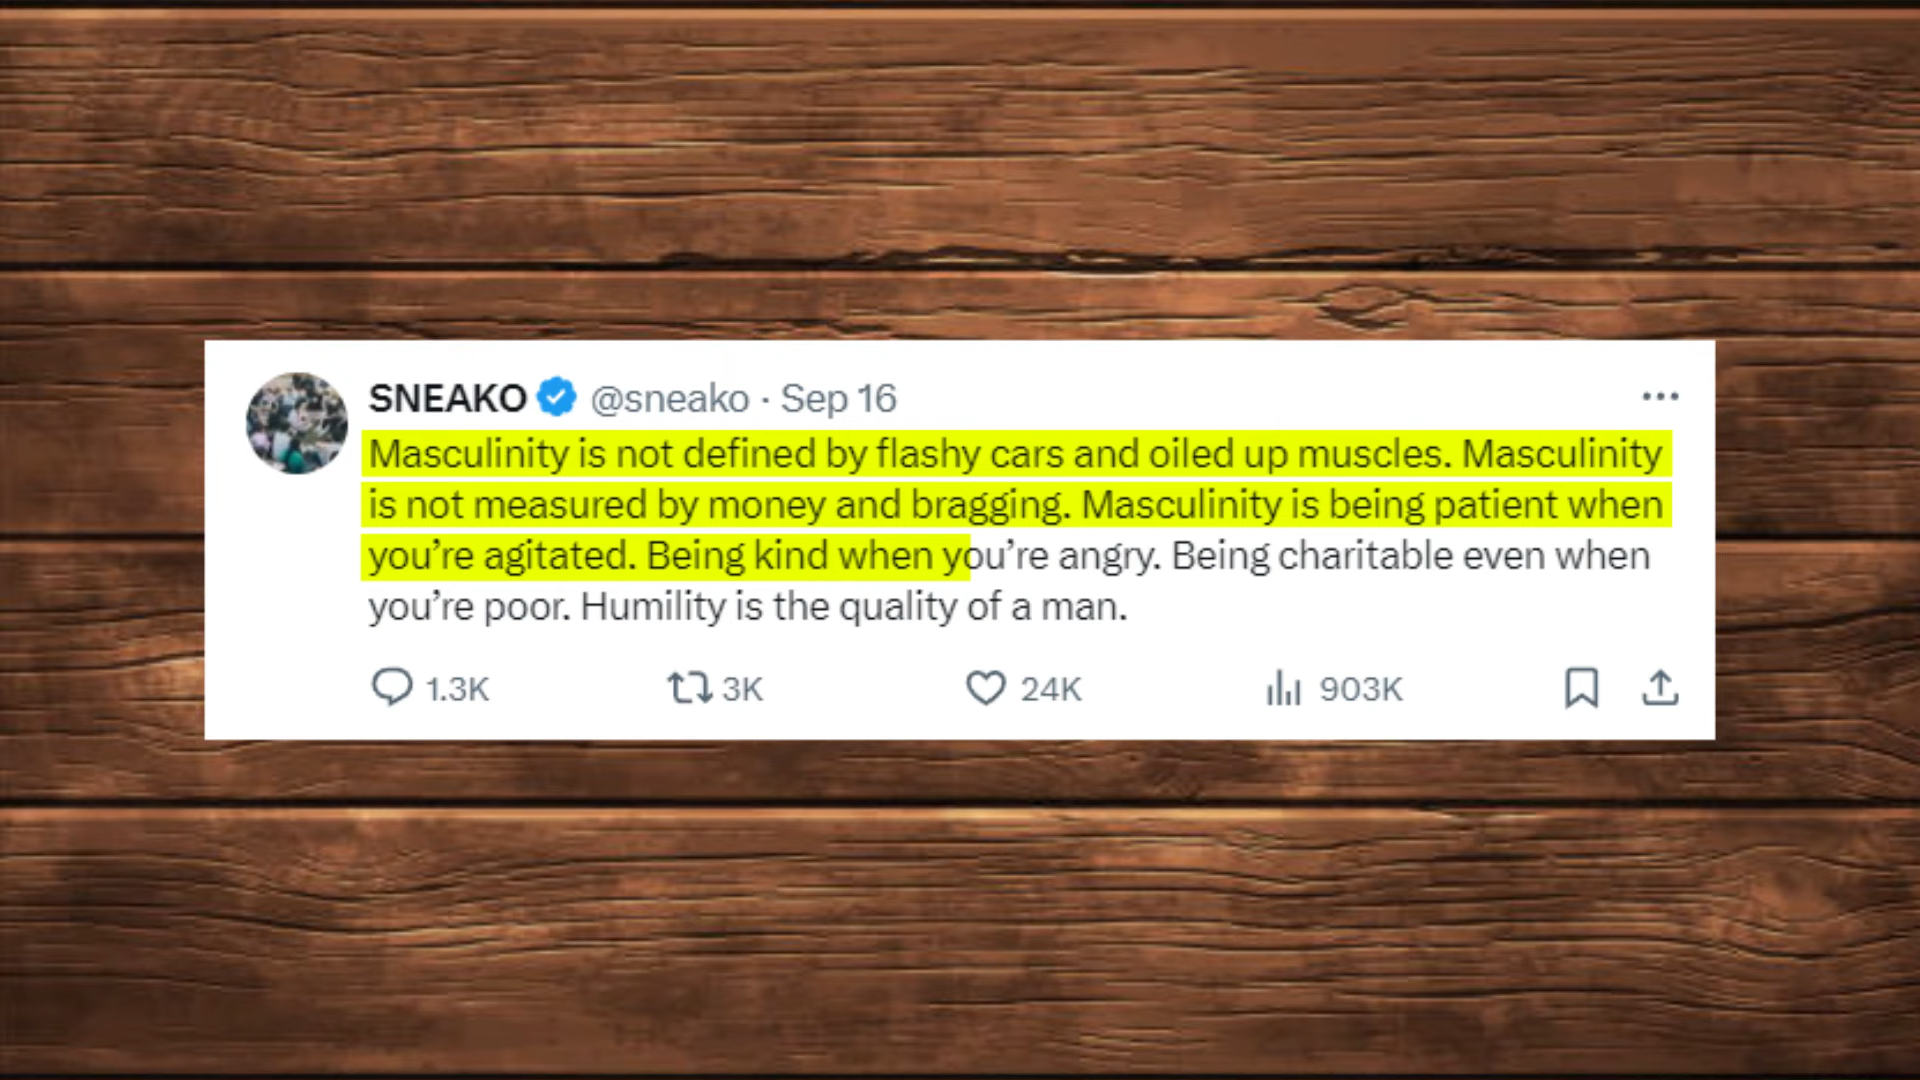 SNEAKO @sneako · Sep 16
Masculinity is not defined by flashy cars and oiled up muscles. Masculinity
is not measured by money and bragging. Masculinity is being patient when
you’re agitated. Being kind when you’re angry. Being charitable even when
you’re poor. Humility is the quality of a man.
1.3K 3K 24K 903K